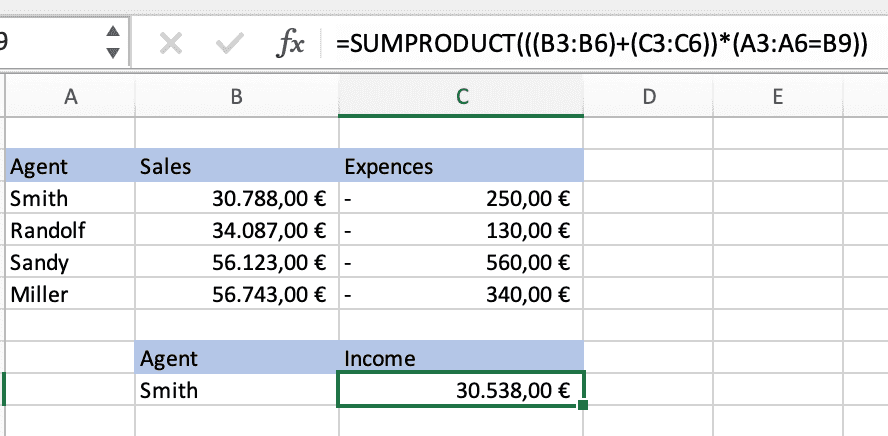 9 fx =SUMPRODUCT(((B3:B6)+(C3:C6))*(A3:A6=B9))
A B C D E
Agent Sales Expences
Smith 30.788,00 € - 250,00 €
Randolf 34.087,00 € - 130,00 €
Sandy 56.123,00 € - 560,00 €
Miller 56.743,00 € - 340,00 €
Agent Income
Smith 30.538,00 €